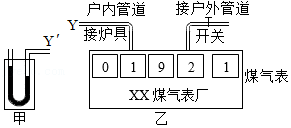 户内管道
接户外管道
Y
Y′
接炉具
开关
0 1 9 2 1
煤气表
XX煤气表厂
甲
乙